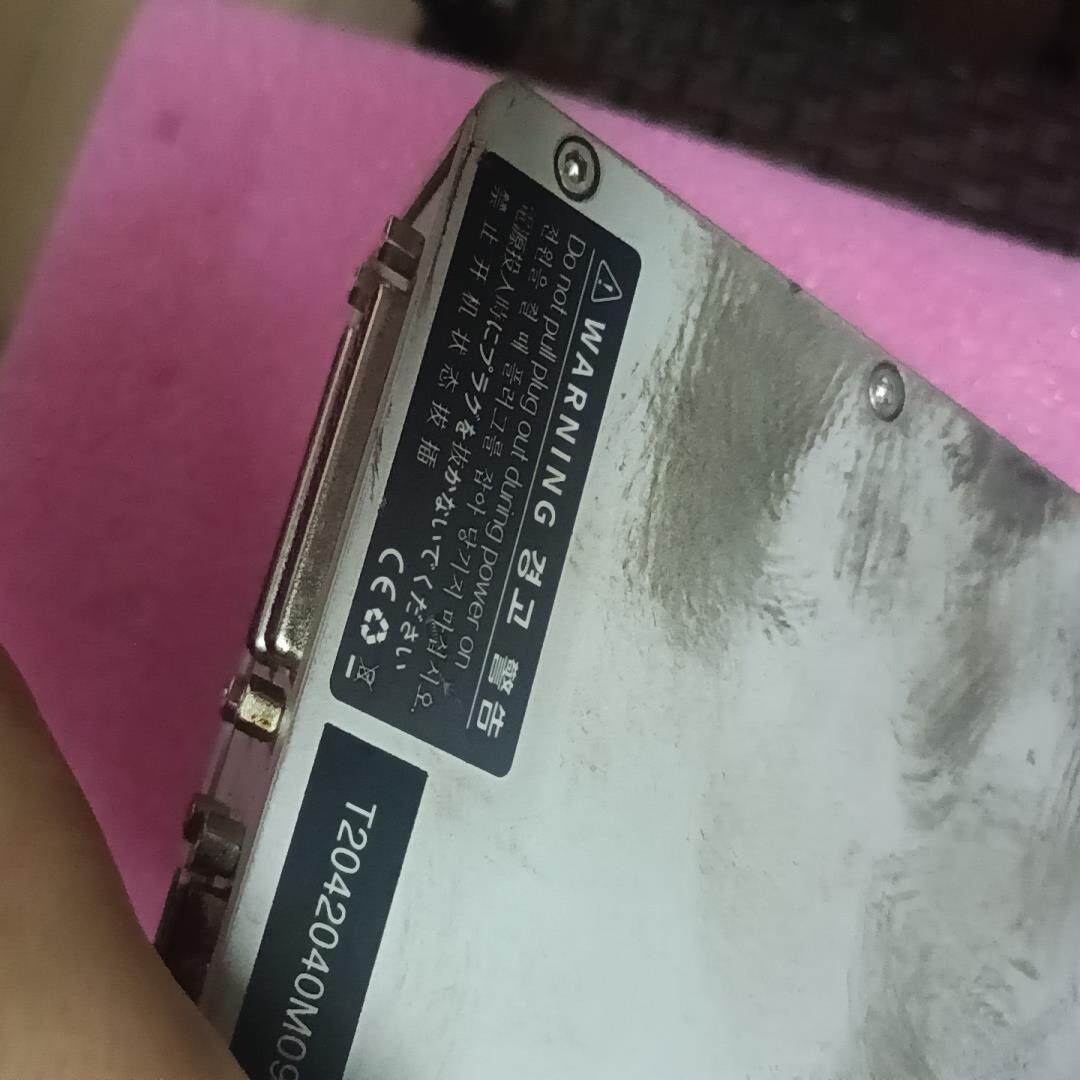 ⚠ WARNING 경고 警告
Do not pull plug out during power on
전원을 켤 때 플러그를 잡아 당기지 마십시오.
電源投入時にプラグを抜かないでください
禁止开机状态拔插
CE
T2042040M09